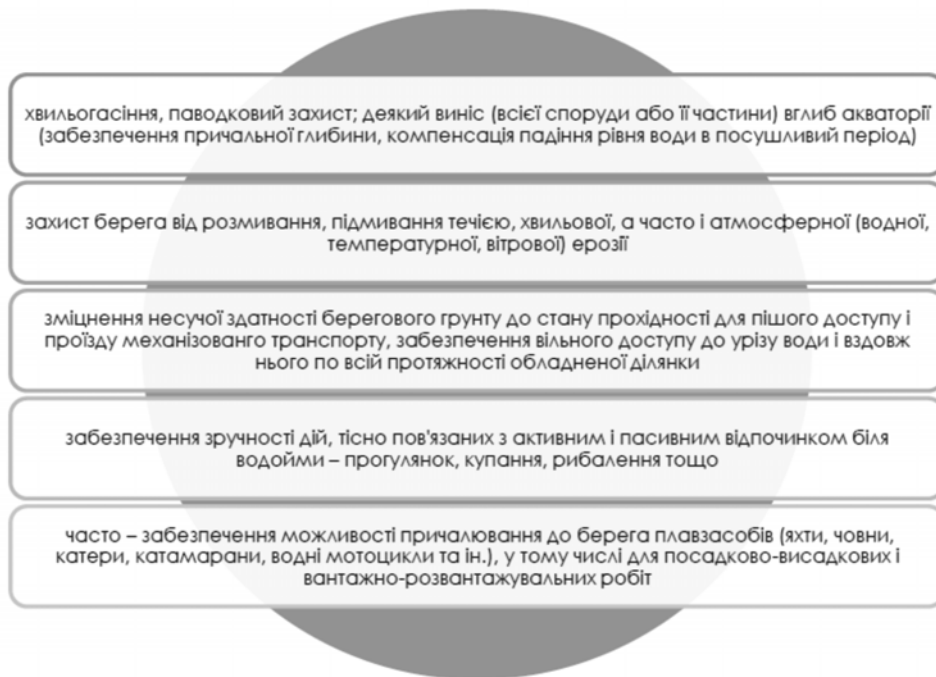 хвильогасіння, паводковий захист; деякий виніс (всієї споруди або її частини) вглиб акваторії
(забезпечення причальної глибини, компенсація падіння рівня води в посушливий період)
захист берега від розмивання, підмивання течією, хвильової, а часто і атмосферної (водної,
температурної, вітрової) ерозії
зміцнення несучої здатності берегового грунту до стану прохідності для пішого доступу і
проїзду механізованго транспорту, забезпечення вільного доступу до урізу води і вздовж
нього по всій протяжності обладненої ділянки
забезпечення зручності дій, тісно пов'язаних з активним і пасивним відпочинком біля
водойми – прогулянок, купання, рибалення тощо
часто – забезпечення можливості причалювання до берега плавзасобів (яхти, човни,
катери, катамарани, водні мотоцикли та ін.), у тому числі для посадково-висадкових і
вантажно-розвантажувальних робіт